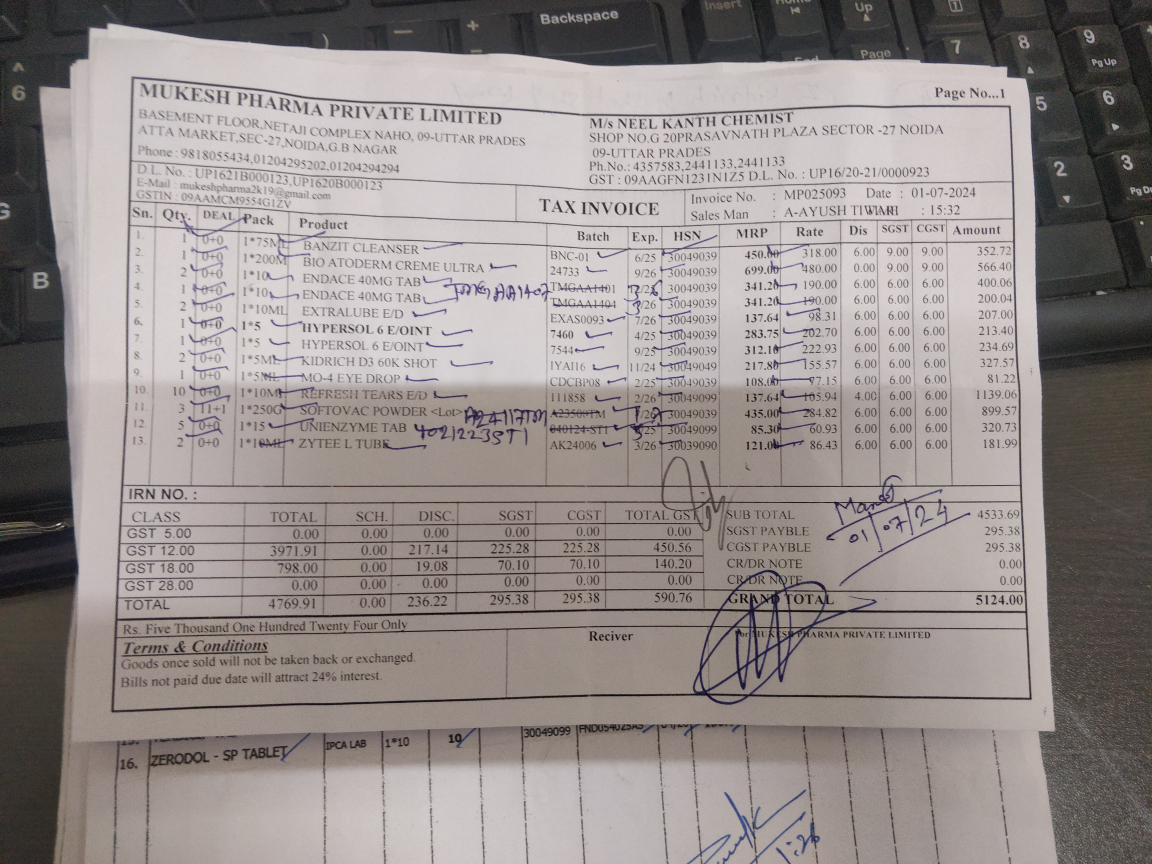 Backspace
Insert
Home
Up
Page
7
8
9
Pg Up
6
5
6
2
3
B
Page No...1
MUKESH PHARMA PRIVATE LIMITED
BASEMENT FLOOR,NETAJI COMPLEX NAHO, 09-UTTAR PRADES
ATTA MARKET,SEC-27,NOIDA,G.B NAGAR
Phone : 9818055434,01204295202,01204294294
D.L. No. : UP1621B000123,UP1620B000123
E-Mail : mukeshpharma2k19@gmail.com
GSTIN : 09AAMCM9554G1ZV
M/s NEEL KANTH CHEMIST
SHOP NO.G 20PRASAVNATH PLAZA SECTOR -27 NOIDA
09-UTTAR PRADES
Ph.No.: 4357583,2441133,2441133
GST : 09AAGFN1231N1Z5 D.L. No. : UP16/20-21/0000923
TAX INVOICE
Invoice No. : MP025093 Date : 01-07-2024
Sales Man : A-AYUSH TIWARI : 15:32
Sn. Qty. DEAL Pack Product Batch Exp. HSN MRP Rate Dis SGST CGST Amount
1. 1 0+0 1*75ML BANZIT CLEANSER BNC-01 6/25 30049039 450.00 318.00 6.00 9.00 9.00 352.72
2. 1 0+0 1*200M BIO ATODERM CREME ULTRA 24733 9/26 30049039 699.00 480.00 0.00 9.00 9.00 566.40
3. 2 0+0 1*10 ENDACE 40MG TAB TMGAA1401 30049039 341.20 190.00 6.00 6.00 6.00 400.06
4. 1 0+0 1*10 ENDACE 40MG TAB TMGAA1404 30049039 341.20 190.00 6.00 6.00 6.00 200.04
5. 2 0+0 1*10ML EXTRALUBE E/D EXAS0093 7/26 30049039 137.64 98.31 6.00 6.00 6.00 207.00
6. 1 0+0 1*5 HYPERSOL 6 E/OINT 7460 4/25 30049039 283.75 202.70 6.00 6.00 6.00 213.40
7. 1 0+0 1*5 HYPERSOL 6 E/OINT 7544 9/25 30049039 312.10 222.93 6.00 6.00 6.00 234.69
8. 2 0+0 1*5ML KIDRICH D3 60K SHOT IYAI16 11/24 30049049 217.80 155.57 6.00 6.00 6.00 327.57
9. 1 0+0 1*5ML MO-4 EYE DROP CDCBP08 2/25 30049039 108.00 97.15 6.00 6.00 6.00 81.22
10. 10 0+0 1*10M REFRESH TEARS E/D 111858 2/26 30049099 137.64 105.94 4.00 6.00 6.00 1139.06
11. 3 11+1 1*250G SOFTOVAC POWDER <Lot> A24117TM 30049039 435.00 284.82 6.00 6.00 6.00 899.57
12. 5 0+0 1*15 UNIENZYME TAB 040124-ST1 30049099 85.30 60.93 6.00 6.00 6.00 320.73
13. 2 0+0 1*10ML ZYTEE L TUBE AK24006 3/26 30039090 121.00 86.43 6.00 6.00 6.00 181.99
IRN NO. :
CLASS TOTAL SCH. DISC. SGST CGST TOTAL GST
GST 5.00 0.00 0.00 0.00 0.00 0.00 0.00
GST 12.00 3971.91 0.00 217.14 225.28 225.28 450.56
GST 18.00 798.00 0.00 19.08 70.10 70.10 140.20
GST 28.00 0.00 0.00 0.00 0.00 0.00 0.00
TOTAL 4769.91 0.00 236.22 295.38 295.38 590.76
SUB TOTAL 4533.69
SGST PAYBLE 295.38
CGST PAYBLE 295.38
CR/DR NOTE 0.00
CR/DR NOTE 0.00
GRAND TOTAL 5124.00
01/07/24
Rs. Five Thousand One Hundred Twenty Four Only
Terms & Conditions
Goods once sold will not be taken back or exchanged.
Bills not paid due date will attract 24% interest.
Reciver
for MUKESH PHARMA PRIVATE LIMITED
30049099
16. ZERODOL - SP TABLET IPCA LAB 1*10 10